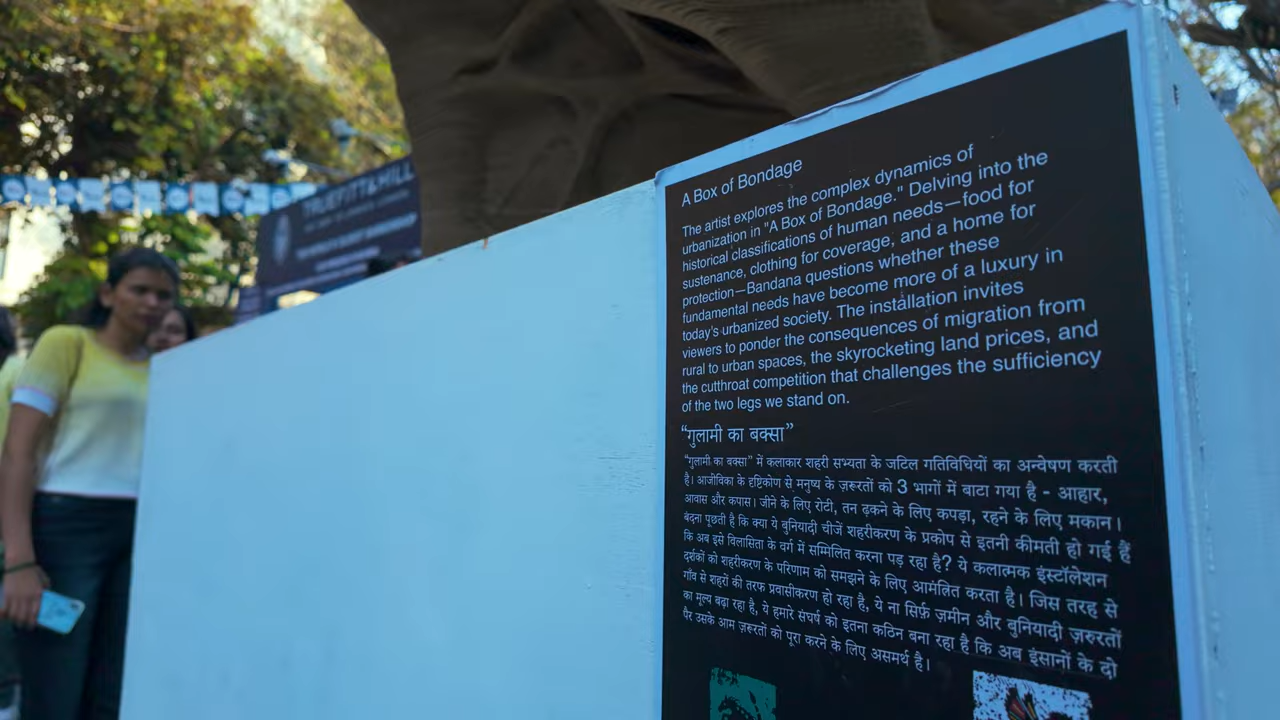 TRUEFITT & HILL
A Box of Bondage
The artist explores the complex dynamics of
urbanization in "A Box of Bondage." Delving into the
historical classifications of human needs—food for
sustenance, clothing for coverage, and a home for
protection—Bandana questions whether these
fundamental needs have become more of a luxury in
today's urbanized society. The installation invites
viewers to ponder the consequences of migration from
rural to urban spaces, the skyrocketing land prices, and
the cutthroat competition that challenges the sufficiency
of the two legs we stand on.
“गुलामी का बक्सा”
“गुलामी का बक्सा” में कलाकार शहरी सभ्यता के जटिल गतिविधियों का अन्वेषण करती
है। आजीविका के दृष्टिकोण से मनुष्य के ज़रूरतों को 3 भागों में बाटा गया है - आहार,
आवास और कपास। जीने के लिए रोटी, तन ढ़कने के लिए कपड़ा, रहने के लिए मकान।
बंदना पूछती है कि क्या ये बुनियादी चीजें शहरीकरण के प्रकोप से इतनी कीमती हो गई हैं
कि अब इसे विलासिता के वर्ग में सम्मिलित करना पड़ रहा है? ये कलात्मक इंस्टॉलेशन
दर्शकों को शहरीकरण के परिणाम को समझने के लिए आमंत्रित करता है। जिस तरह से
गाँव से शहरों की तरफ प्रवासीकरण हो रहा है, ये ना सिर्फ़ ज़मीन और बुनियादी ज़रूरतों
का मूल्य बढ़ा रहा है, ये हमारे संघर्ष को इतना कठिन बना रहा है कि अब इंसानों के दो
पैर उसके आम ज़रूरतों को पूरा करने के लिए असमर्थ है।